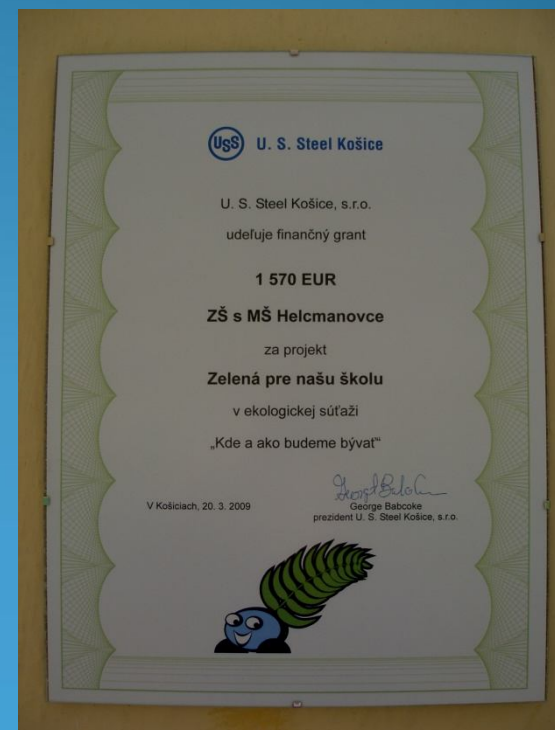 USS U. S. Steel Košice
U. S. Steel Košice, s.r.o.
udeľuje finančný grant
1 570 EUR
ZŠ s MŠ Helcmanovce
za projekt
Zelená pre našu školu
v ekologickej súťaži
„Kde a ako budeme bývať“
V Košiciach, 20. 3. 2009
George Babcoke
prezident U. S. Steel Košice, s.r.o.